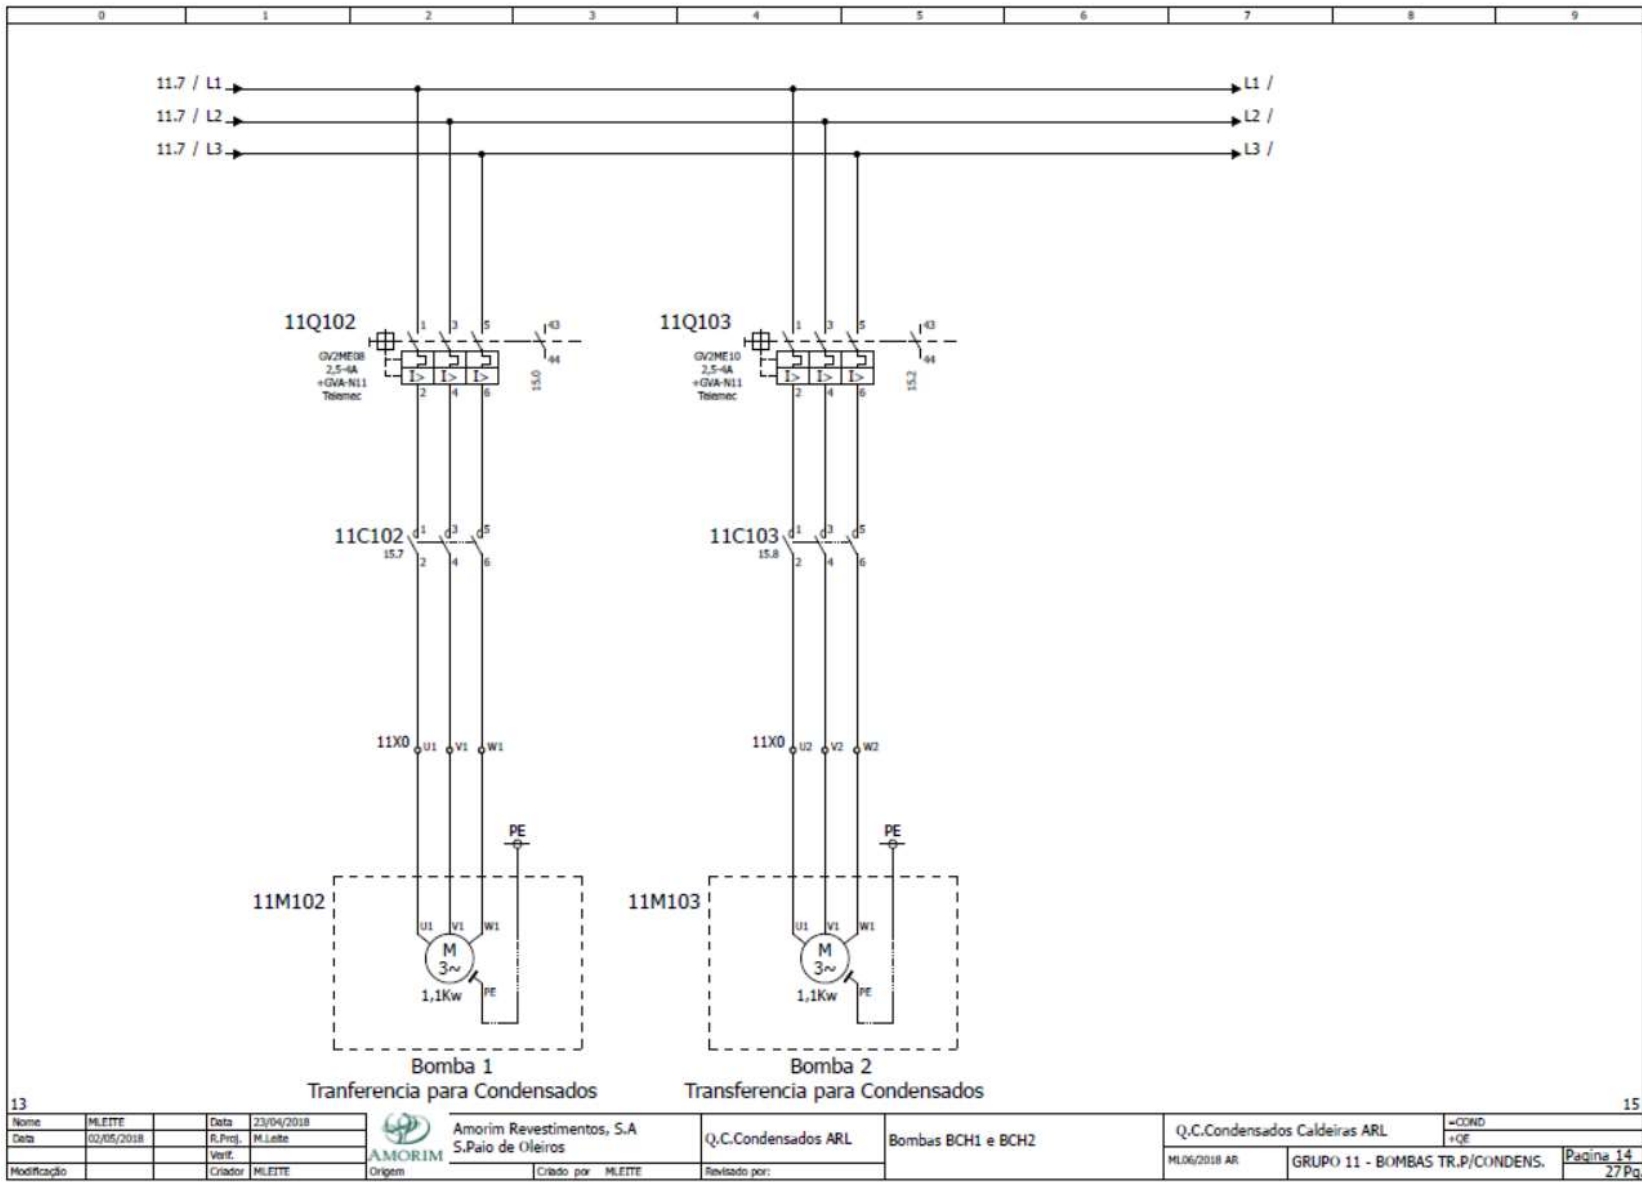 0 1 2 3 4 5 6 7 8 9
11.7 / L1 L1 /
11.7 / L2 L2 /
11.7 / L3 L3 /
11Q102 1 3 5 43
GV2ME08
2,5-4A
+GVA-N11
Telemec
I> I> I>
2 4 6 44
15.0
11Q103 1 3 5 43
GV2ME10
2,5-4A
+GVA-N11
Telemec
I> I> I>
2 4 6 44
15.2
11C102 1 3 5
15.7 2 4 6
11C103 1 3 5
15.8 2 4 6
11X0 U1 V1 W1
11X0 U2 V2 W2
PE
PE
11M102
U1 V1 W1
M
3~
1,1Kw PE
11M103
U1 V1 W1
M
3~
1,1Kw PE
Bomba 1
Tranferencia para Condensados
Bomba 2
Transferencia para Condensados
13
15
Nome MLEITE Data 23/04/2018
Data 02/05/2018 R.Proj. M.Leite
Verif.
Modificação Criador MLEITE
AMORIM
Origem
Amorim Revestimentos, S.A
S.Paio de Oleiros
Criado por MLEITE
Q.C.Condensados ARL
Revisado por:
Bombas BCH1 e BCH2
Q.C.Condensados Caldeiras ARL
ML06/2018 AR
GRUPO 11 - BOMBAS TR.P/CONDENS.
=COND
+QE
Pagina 14
27 Pg.